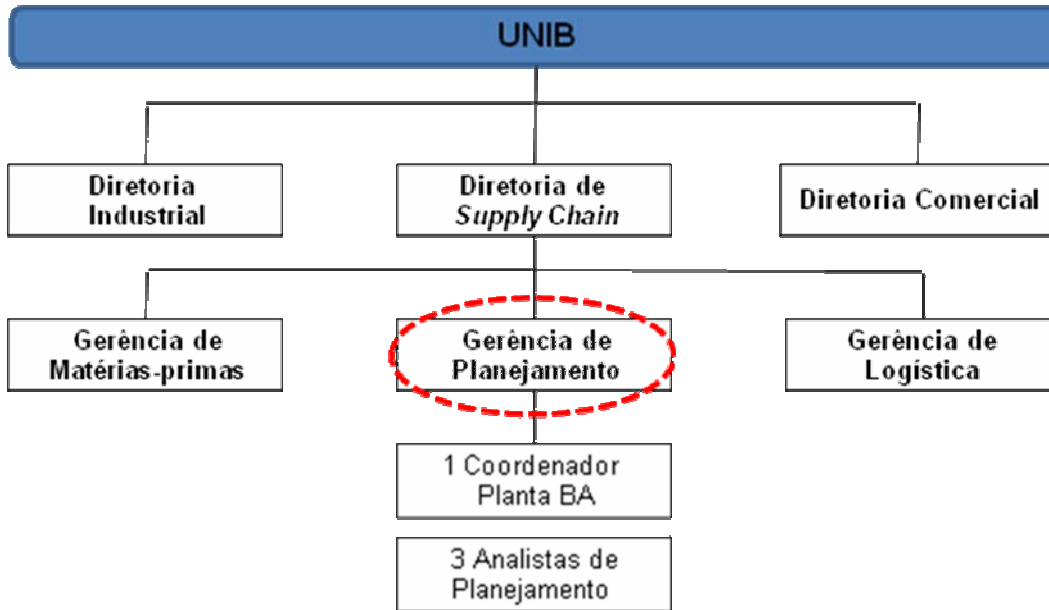 UNIB
Diretoria
Industrial
Diretoria de
Supply Chain
Diretoria Comercial
Gerência de
Matérias-primas
Gerência de
Planejamento
Gerência de
Logística
1 Coordenador
Planta BA
3 Analistas de
Planejamento